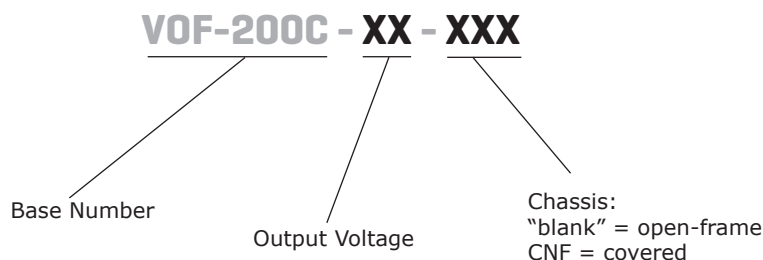 VOF-200C - XX - XXX
Base Number
Output Voltage
Chassis:
"blank" = open-frame
CNF = covered